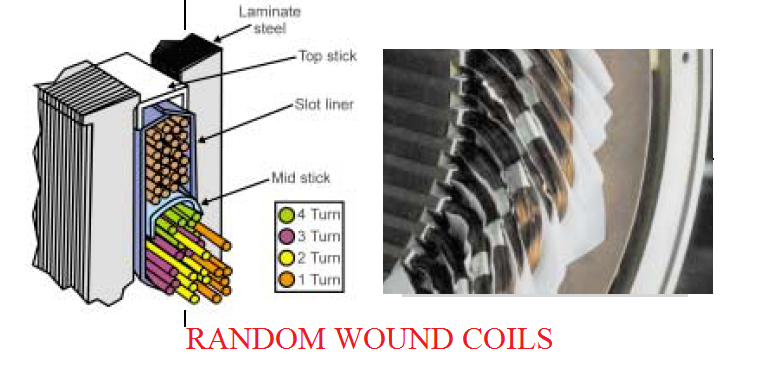 Laminate
steel
Top stick
Slot liner
Mid stick
4 Turn
3 Turn
2 Turn
1 Turn
RANDOM WOUND COILS